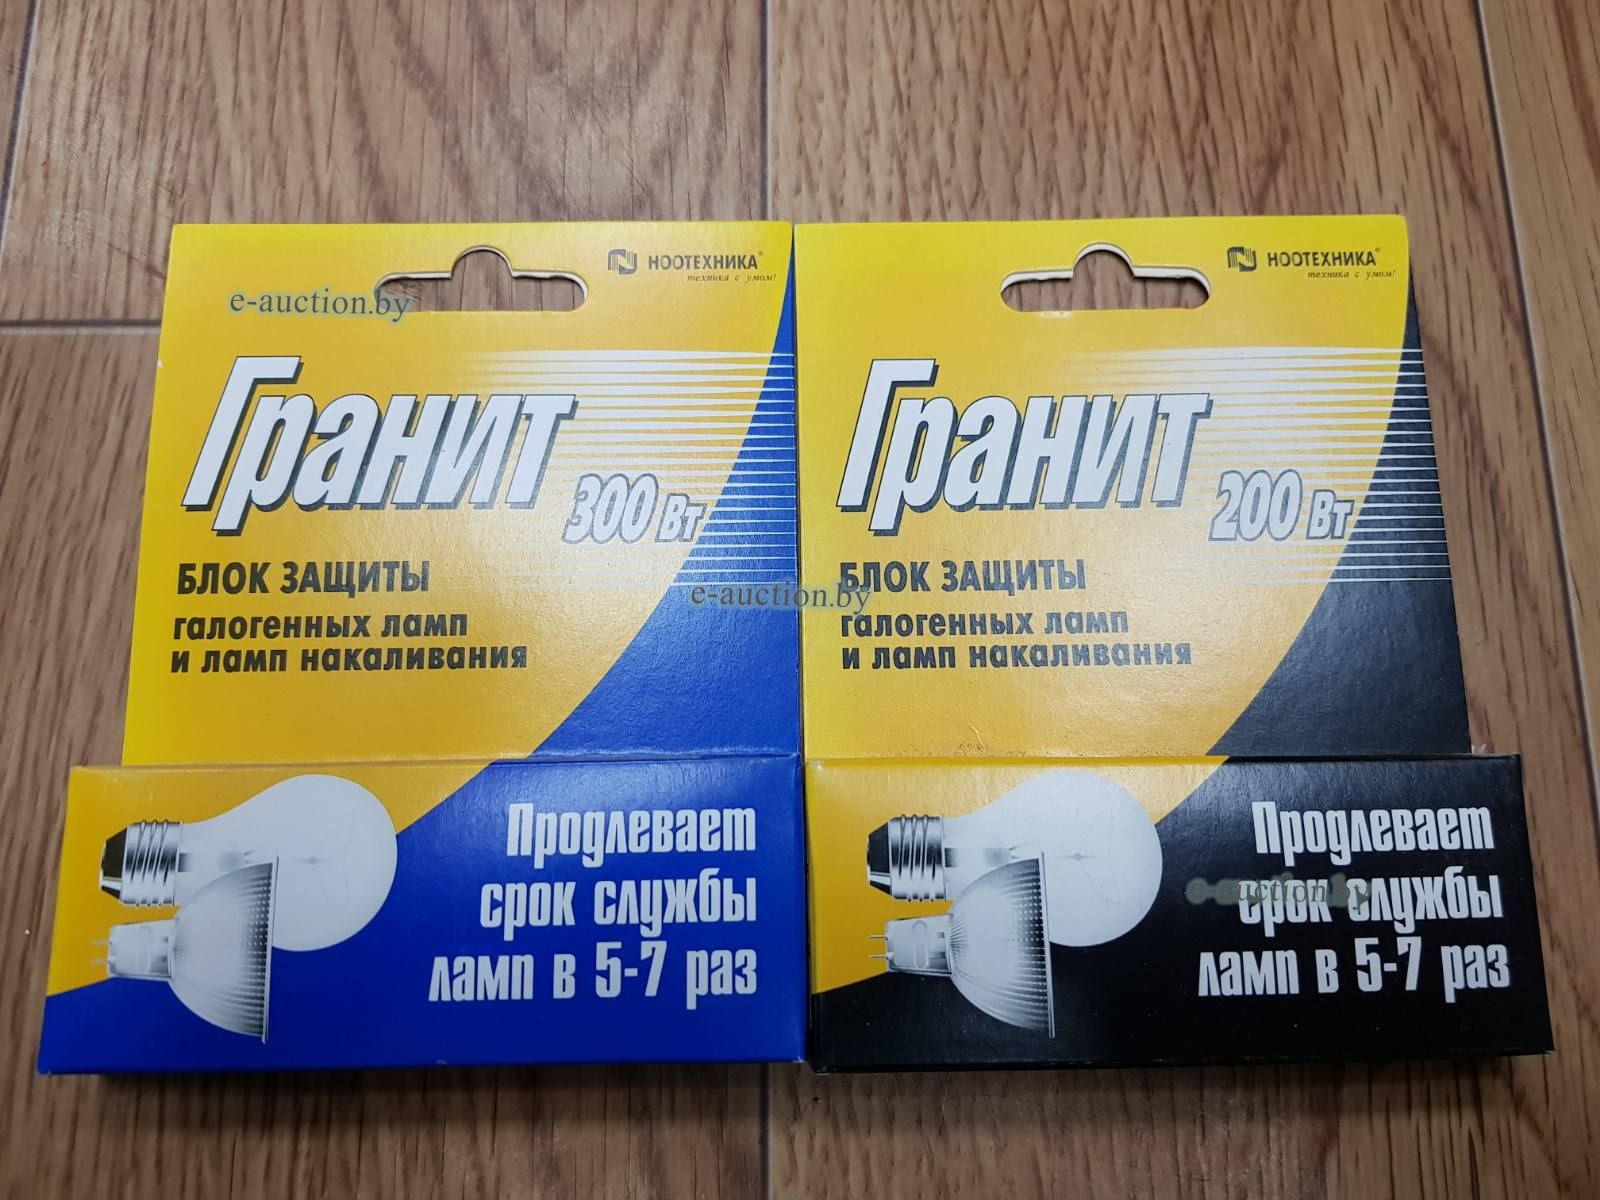 НООТЕХНИКА®
техника с умом!
e-auction.by
Гранит
300 Вт
БЛОК ЗАЩИТЫ
галогенных ламп
и ламп накаливания
Продлевает
срок службы
ламп в 5-7 раз
НООТЕХНИКА®
техника с умом!
Гранит
200 Вт
e-auction.by
БЛОК ЗАЩИТЫ
галогенных ламп
и ламп накаливания
Продлевает
e-auction.by
срок службы
ламп в 5-7 раз